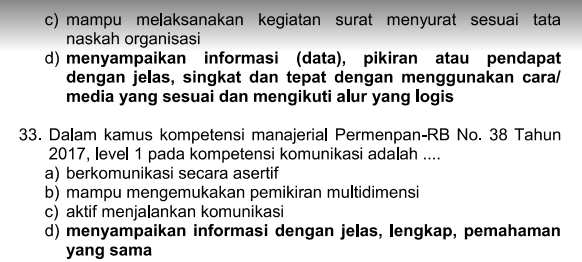 c) mampu melaksanakan kegiatan surat menyurat sesuai tata
naskah organisasi
d) menyampaikan informasi (data), pikiran atau pendapat
dengan jelas, singkat dan tepat dengan menggunakan cara/
media yang sesuai dan mengikuti alur yang logis
33. Dalam kamus kompetensi manajerial Permenpan-RB No. 38 Tahun
2017, level 1 pada kompetensi komunikasi adalah ....
a) berkomunikasi secara asertif
b) mampu mengemukakan pemikiran multidimensi
c) aktif menjalankan komunikasi
d) menyampaikan informasi dengan jelas, lengkap, pemahaman
yang sama